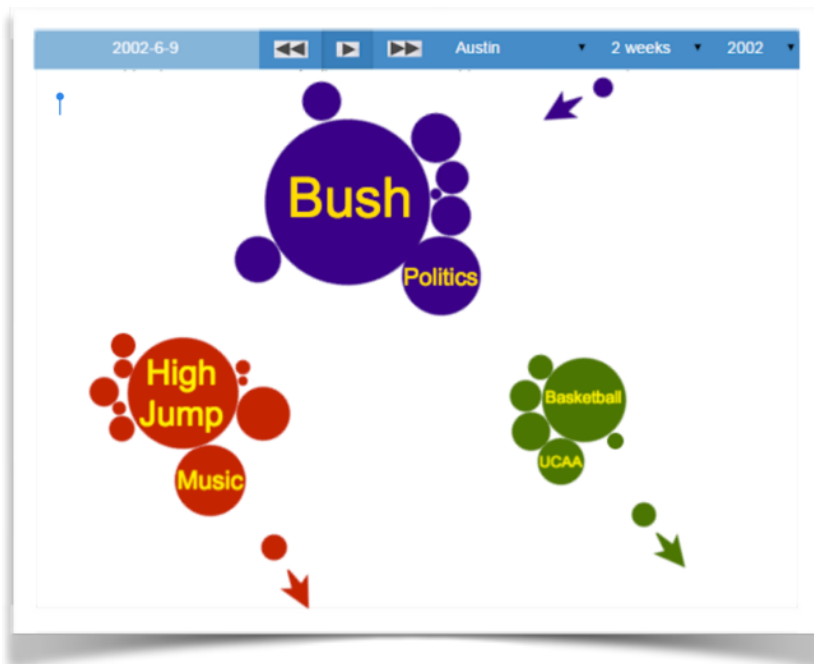 2002-6-9 Austin 2 weeks 2002
Bush
Politics
High
Jump
Basketball
UCAA
Music